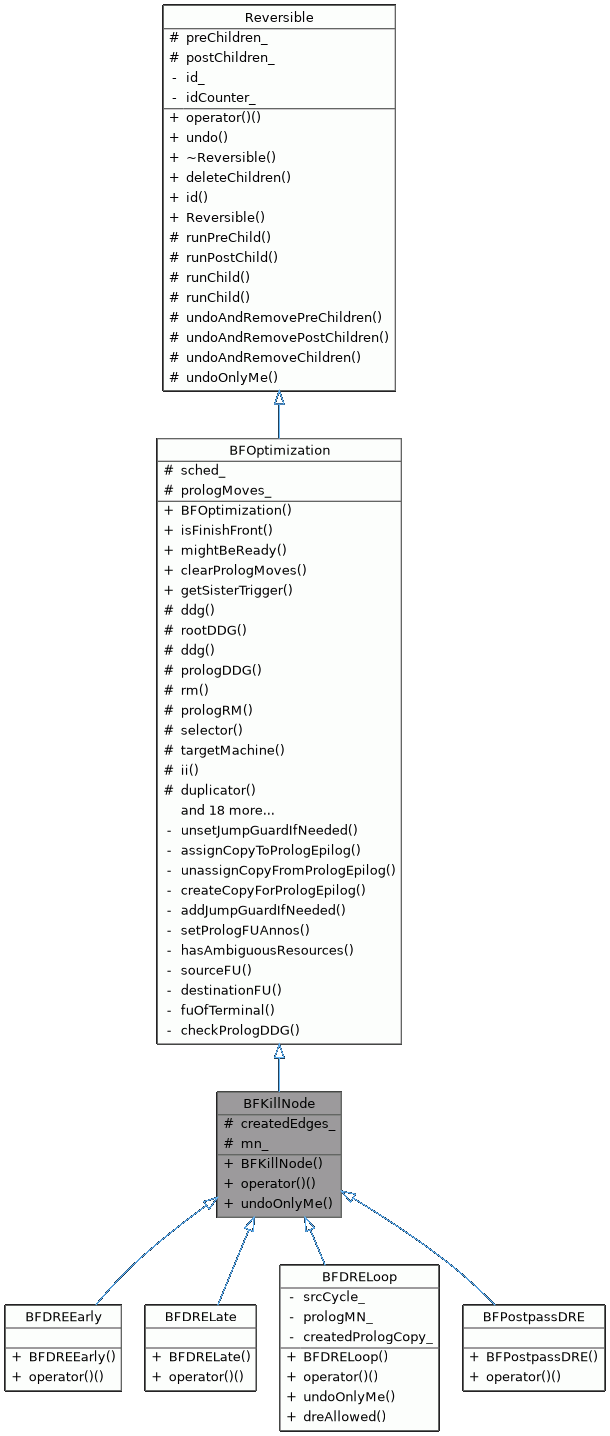 Reversible
# preChildren_
# postChildren_
- id_
- idCounter_
+ operator()()
+ undo()
+ ~Reversible()
+ deleteChildren()
+ id()
+ Reversible()
# runPreChild()
# runPostChild()
# runChild()
# runChild()
# undoAndRemovePreChildren()
# undoAndRemovePostChildren()
# undoAndRemoveChildren()
# undoOnlyMe()
BFOptimization
# sched_
# prologMoves_
+ BFOptimization()
+ isFinishFront()
+ mightBeReady()
+ clearPrologMoves()
+ getSisterTrigger()
# ddg()
# rootDDG()
# ddg()
# prologDDG()
# rm()
# prologRM()
# selector()
# targetMachine()
# ii()
# duplicator()
and 18 more...
- unsetJumpGuardIfNeeded()
- assignCopyToPrologEpilog()
- unassignCopyFromPrologEpilog()
- createCopyForPrologEpilog()
- addJumpGuardIfNeeded()
- setPrologFUAnnos()
- hasAmbiguousResources()
- sourceFU()
- destinationFU()
- fuOfTerminal()
- checkPrologDDG()
BFKillNode
# createdEdges_
# mn_
+ BFKillNode()
+ operator()()
+ undoOnlyMe()
BFDREEarly
+ BFDREEarly()
+ operator()()
BFDRELate
+ BFDRELate()
+ operator()()
BFDRELoop
- srcCycle_
- prologMN_
- createdPrologCopy_
+ BFDRELoop()
+ operator()()
+ undoOnlyMe()
+ dreAllowed()
BFPostpassDRE
+ BFPostpassDRE()
+ operator()()